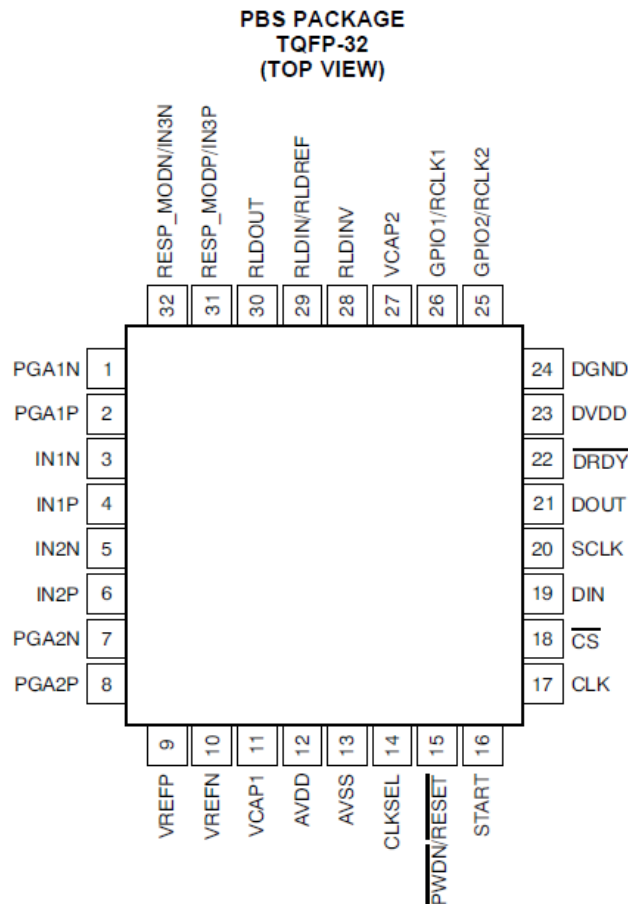 PBS PACKAGE
TQFP-32
(TOP VIEW)
RESP_MODN/IN3N
RESP_MODP/IN3P
RLDOUT
RLDIN/RLDREF
RLDINV
VCAP2
GPIO1/RCLK1
GPIO2/RCLK2
32 31 30 29 28 27 26 25
PGA1N 1
PGA1P 2
IN1N 3
IN1P 4
IN2N 5
IN2P 6
PGA2N 7
PGA2P 8
24 DGND
23 DVDD
22 DRDY
21 DOUT
20 SCLK
19 DIN
18 CS
17 CLK
9 10 11 12 13 14 15 16
VREFP
VREFN
VCAP1
AVDD
AVSS
CLKSEL
PWDN/RESET
START